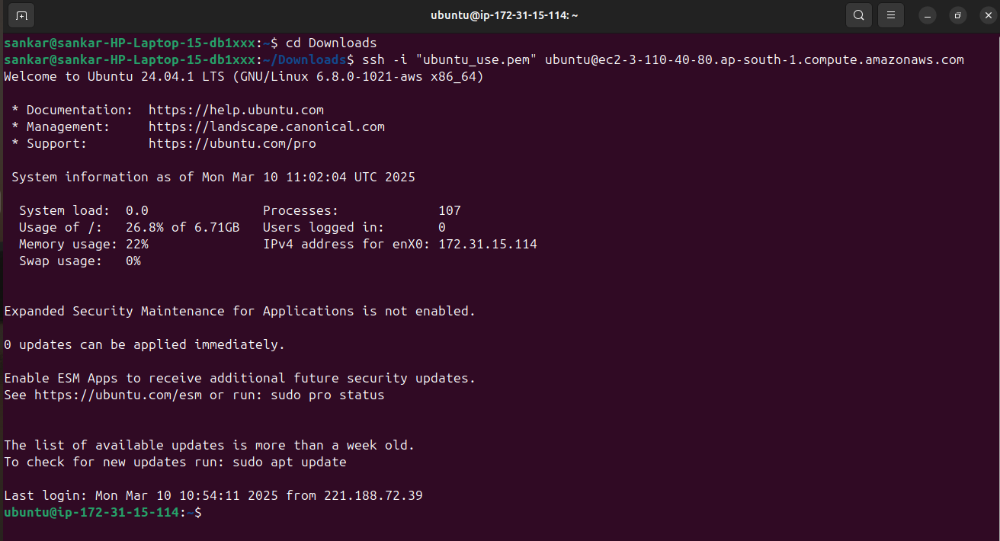 ubuntu@ip-172-31-15-114: ~
sankar@sankar-HP-Laptop-15-db1xxx:~$ cd Downloads
sankar@sankar-HP-Laptop-15-db1xxx:~/Downloads$ ssh -i "ubuntu_use.pem" ubuntu@ec2-3-110-40-80.ap-south-1.compute.amazonaws.com
Welcome to Ubuntu 24.04.1 LTS (GNU/Linux 6.8.0-1021-aws x86_64)
* Documentation:  https://help.ubuntu.com
* Management:     https://landscape.canonical.com
* Support:        https://ubuntu.com/pro
System information as of Mon Mar 10 11:02:04 UTC 2025
System load:  0.0               Processes:             107
Usage of /:   26.8% of 6.71GB   Users logged in:       0
Memory usage: 22%               IPv4 address for enX0: 172.31.15.114
Swap usage:   0%
Expanded Security Maintenance for Applications is not enabled.
0 updates can be applied immediately.
Enable ESM Apps to receive additional future security updates.
See https://ubuntu.com/esm or run: sudo pro status
The list of available updates is more than a week old.
To check for new updates run: sudo apt update
Last login: Mon Mar 10 10:54:11 2025 from 221.188.72.39
ubuntu@ip-172-31-15-114:~$